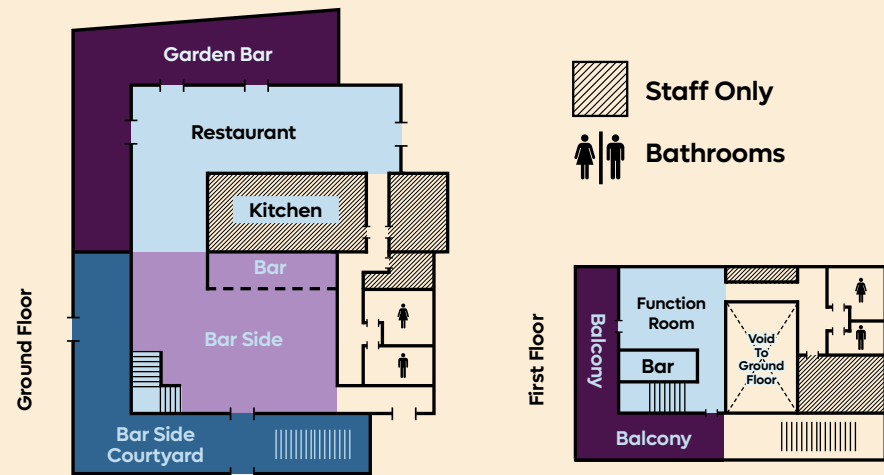 Garden Bar
Restaurant
Kitchen
Bar
Bar Side
Bar Side
Courtyard
Ground Floor
Staff Only
Bathrooms
Function
Room
Bar
Void
To
Ground
Floor
Balcony
Balcony
First Floor